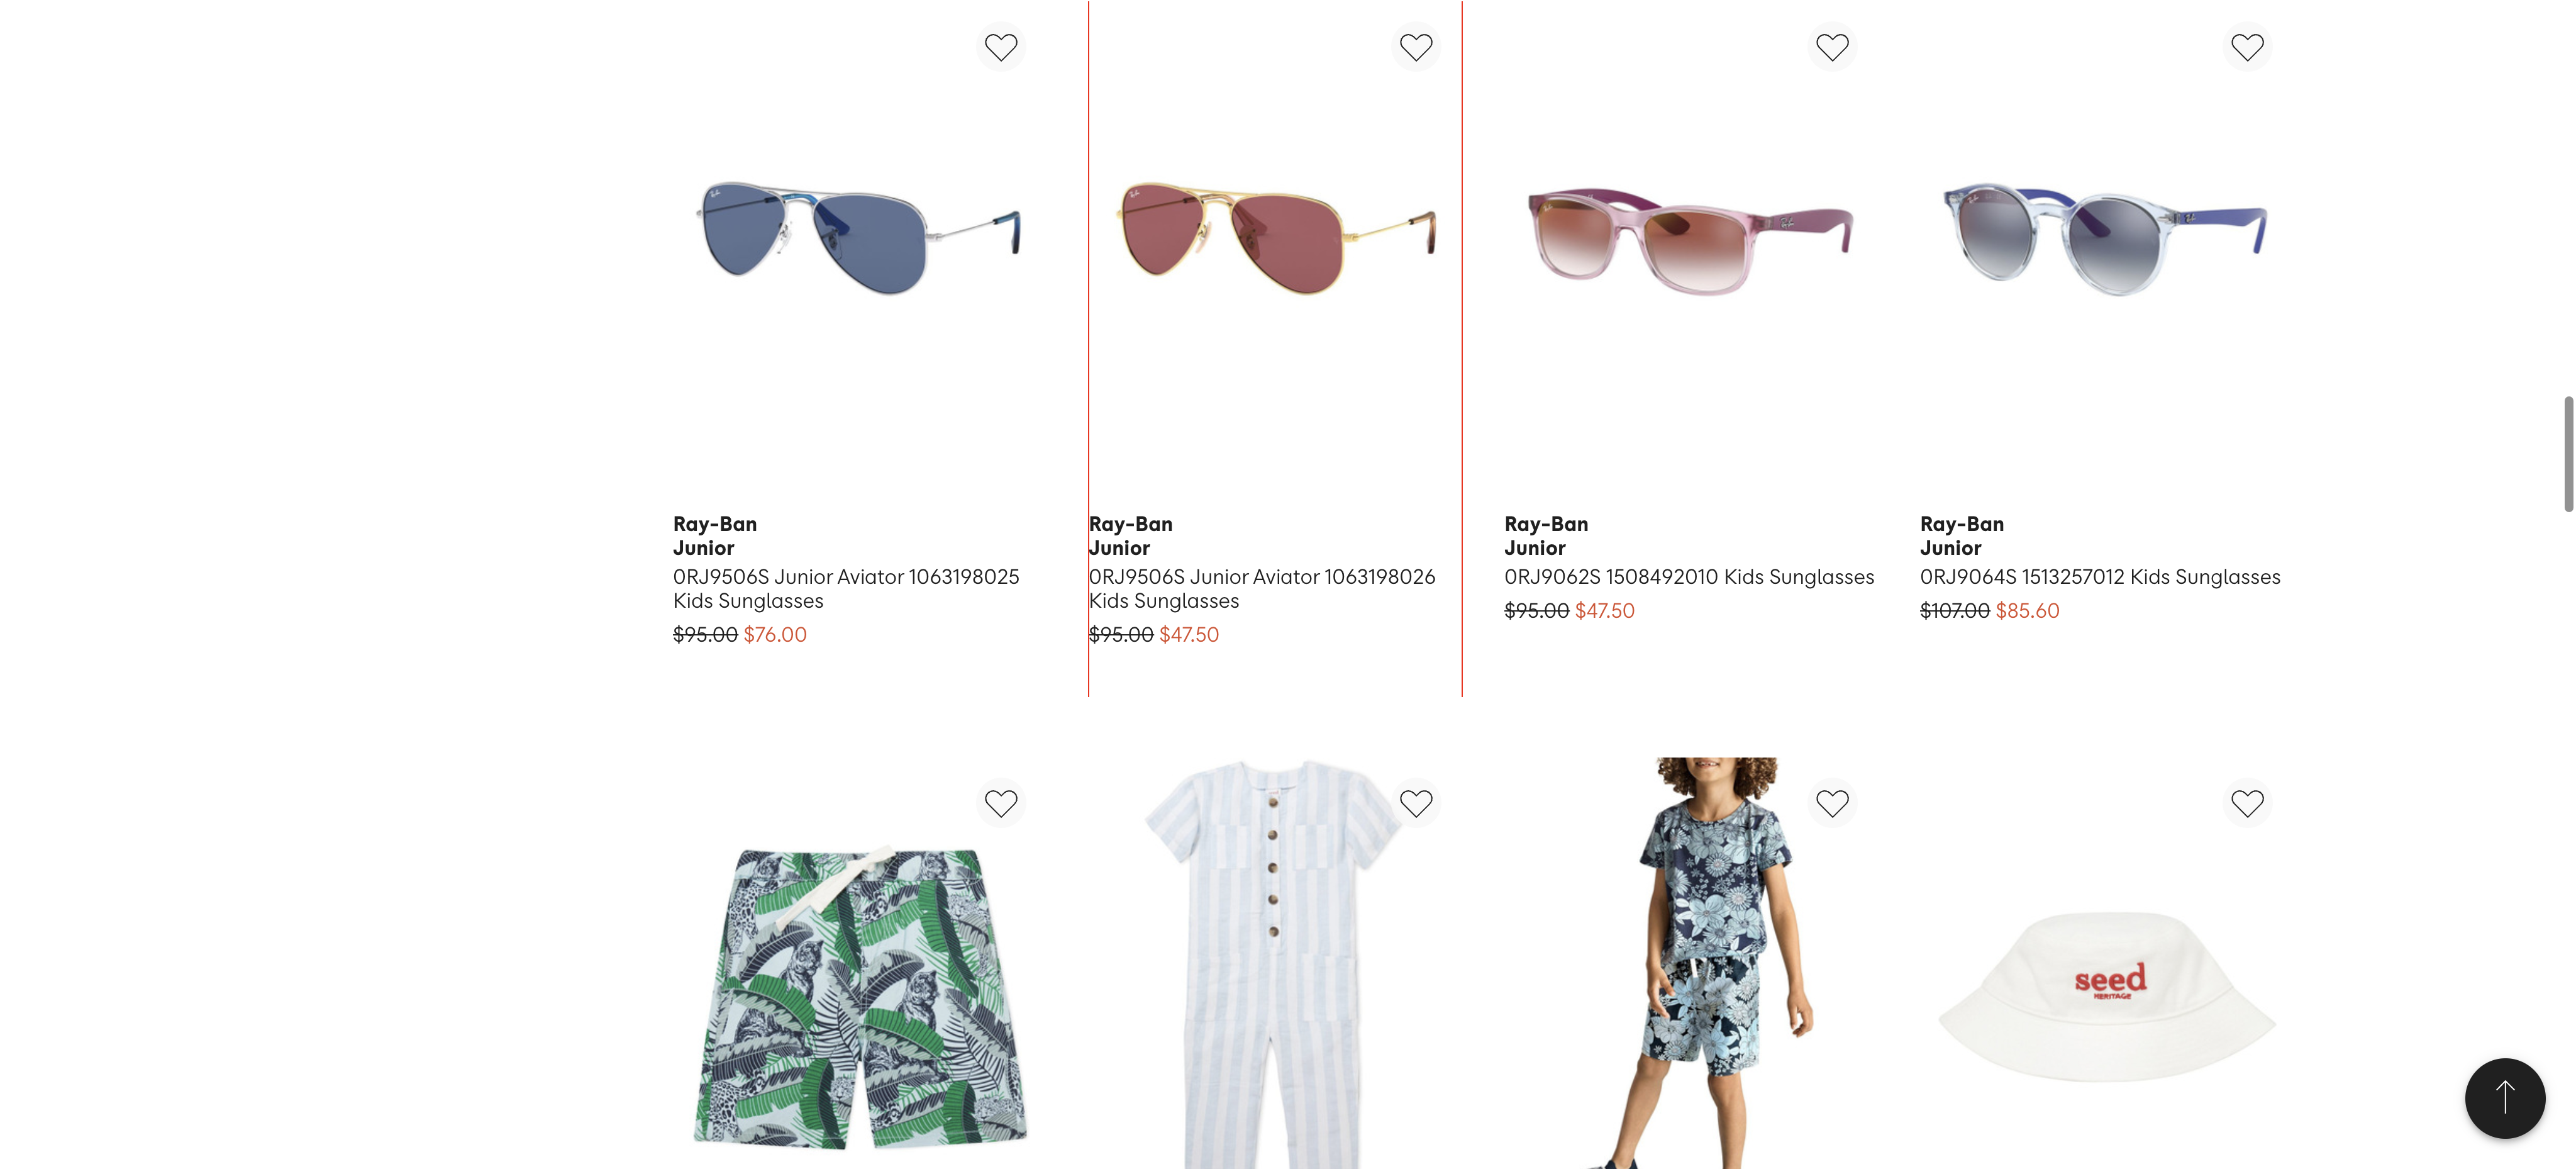 Ray-Ban
Junior
0RJ9506S Junior Aviator 1063198025
Kids Sunglasses
$95.00 $76.00
Ray-Ban
Junior
0RJ9506S Junior Aviator 1063198026
Kids Sunglasses
$95.00 $47.50
Ray-Ban
Junior
0RJ9062S 1508492010 Kids Sunglasses
$95.00 $47.50
Ray-Ban
Junior
0RJ9064S 1513257012 Kids Sunglasses
$107.00 $85.60
seed
HERITAGE